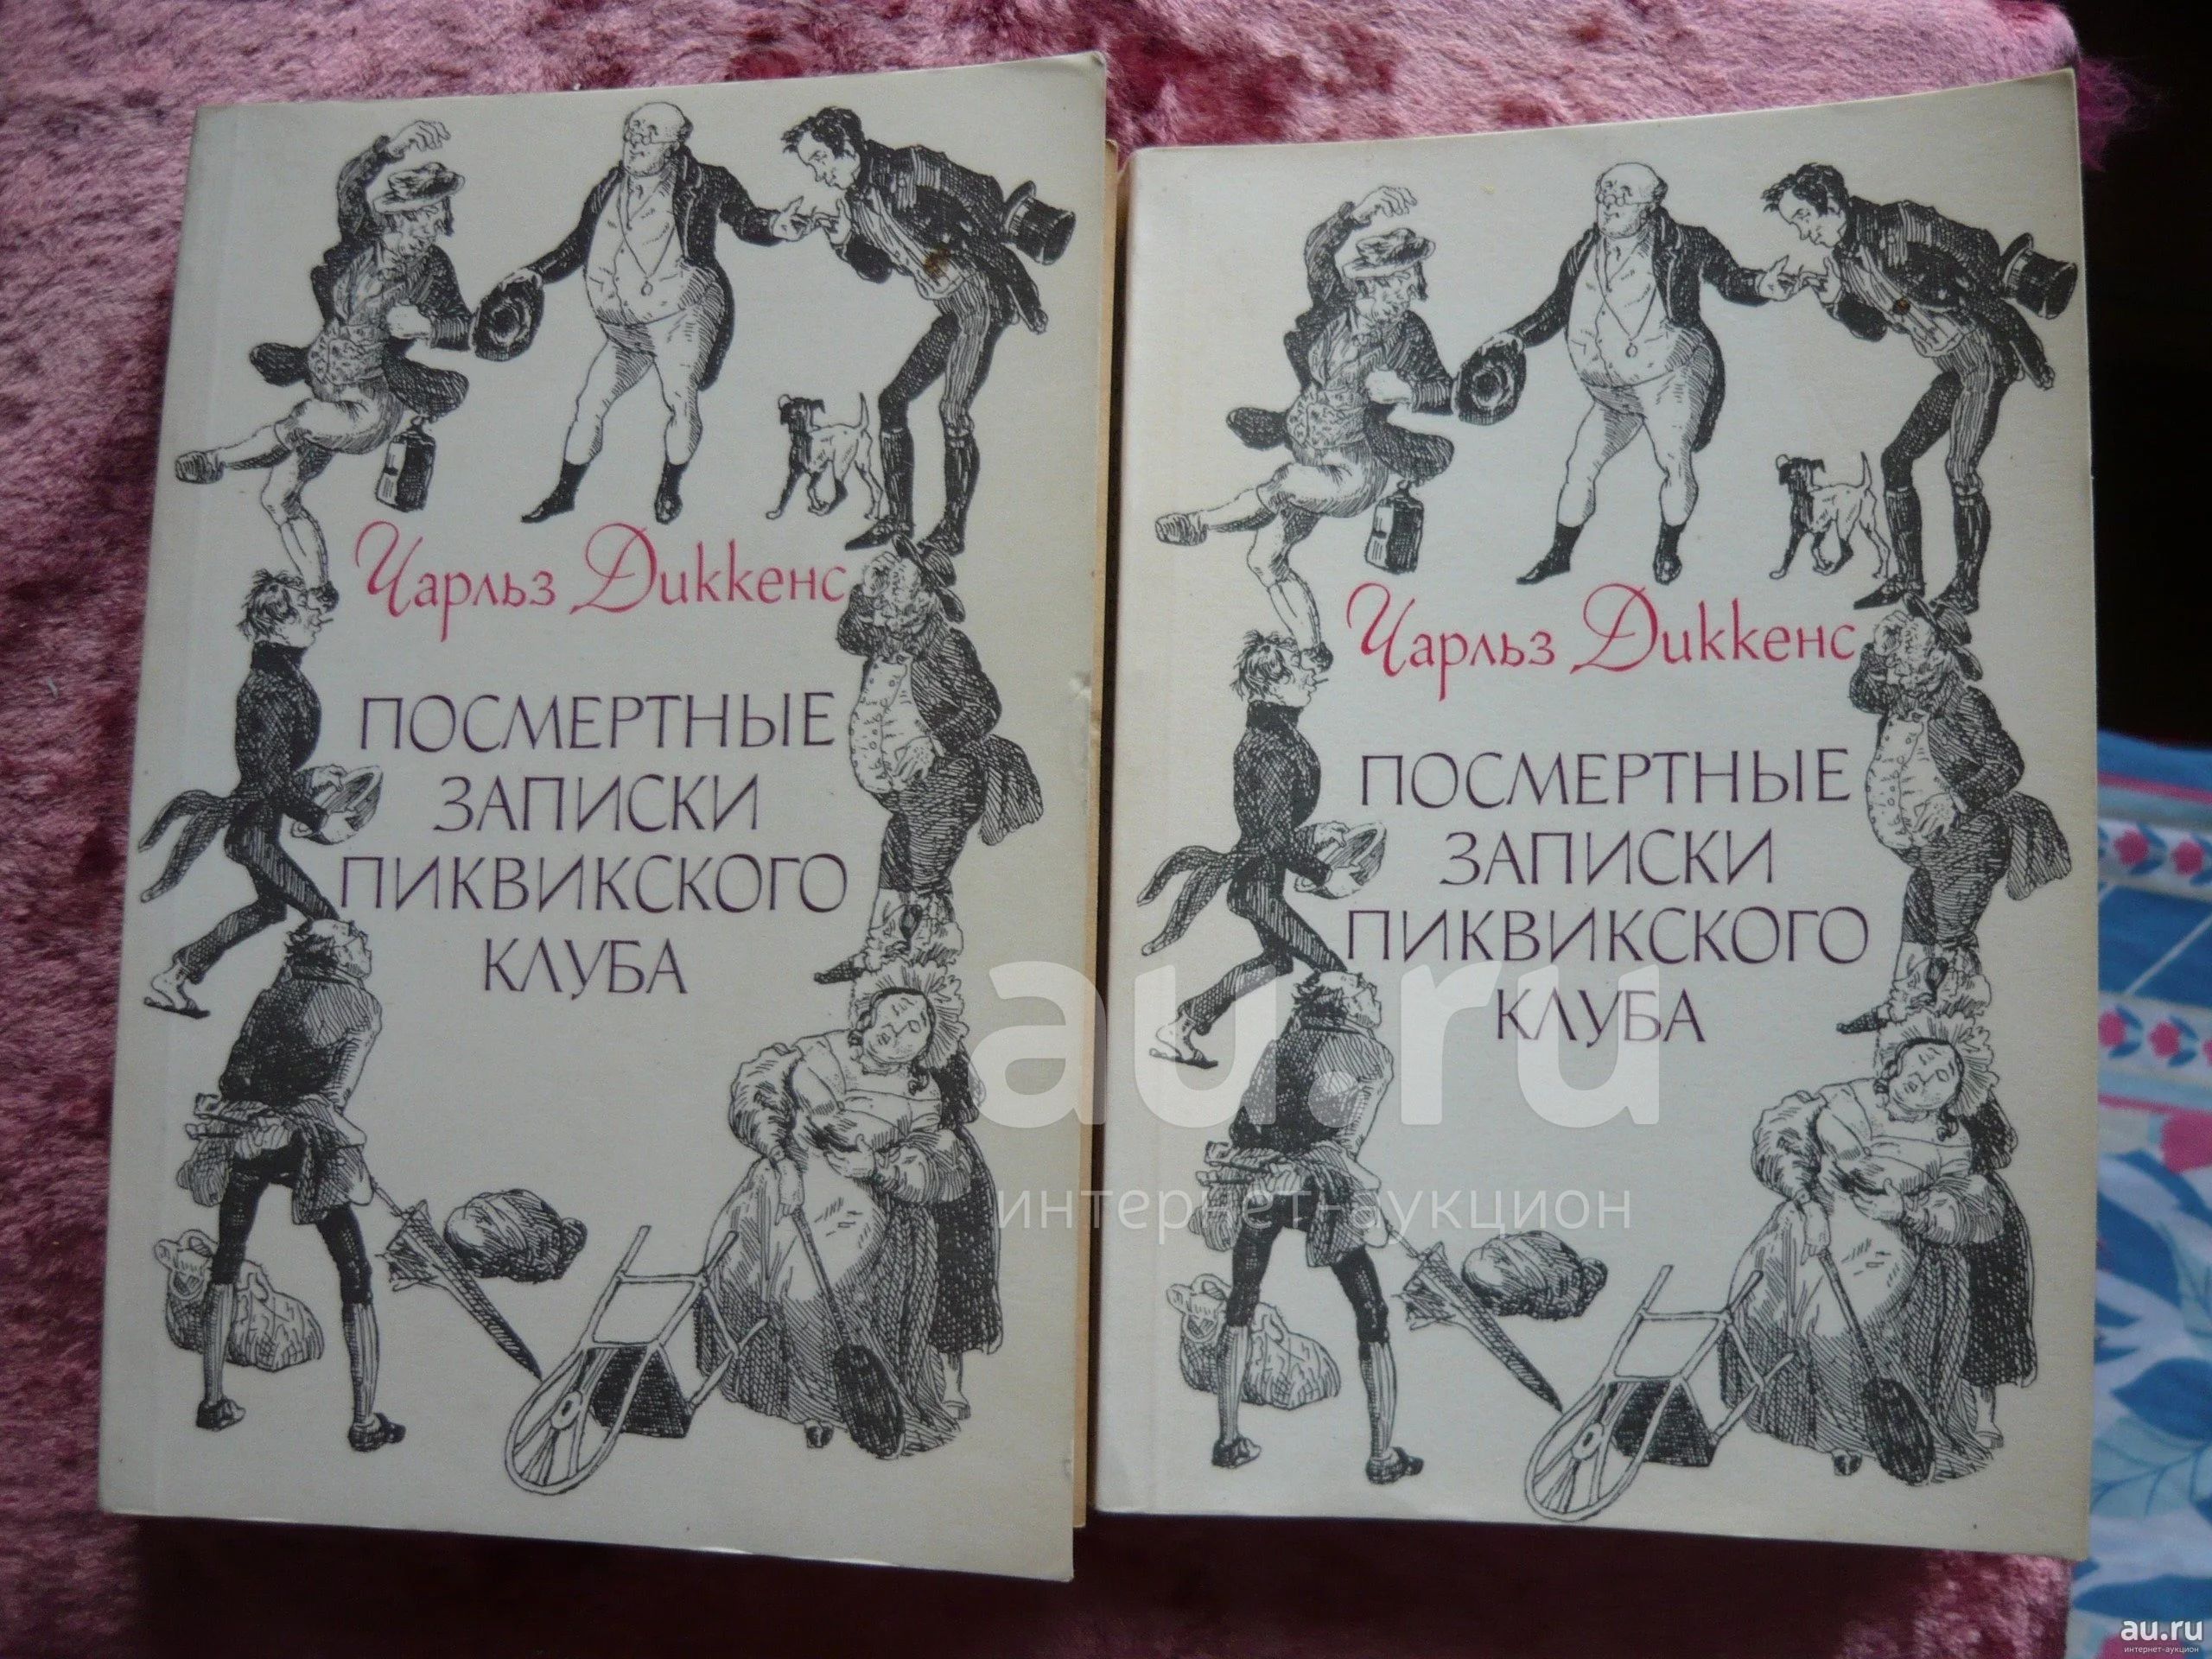 Чарльз Диккенс
ПОСМЕРТНЫЕ
ЗАПИСКИ
ПИКВИКСКОГО
КЛУБА
Чарльз Диккенс
ПОСМЕРТНЫЕ
ЗАПИСКИ
ПИКВИКСКОГО
КЛУБА
au.ru
интернет-аукцион
au.ru
интернет-аукцион